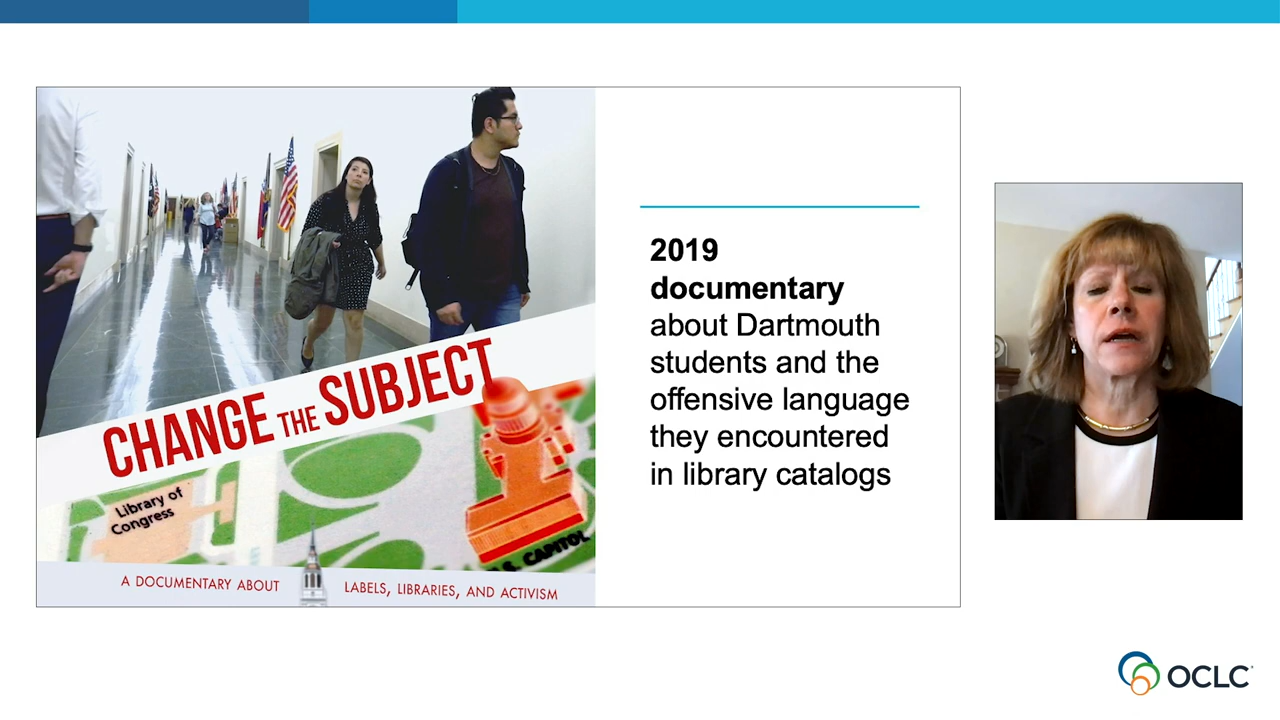 CHANGE THE SUBJECT
Library of
Congress
U.S. CAPITOL
A DOCUMENTARY ABOUT LABELS, LIBRARIES, AND ACTIVISM
2019
documentary
about Dartmouth
students and the
offensive language
they encountered
in library catalogs
OCLC